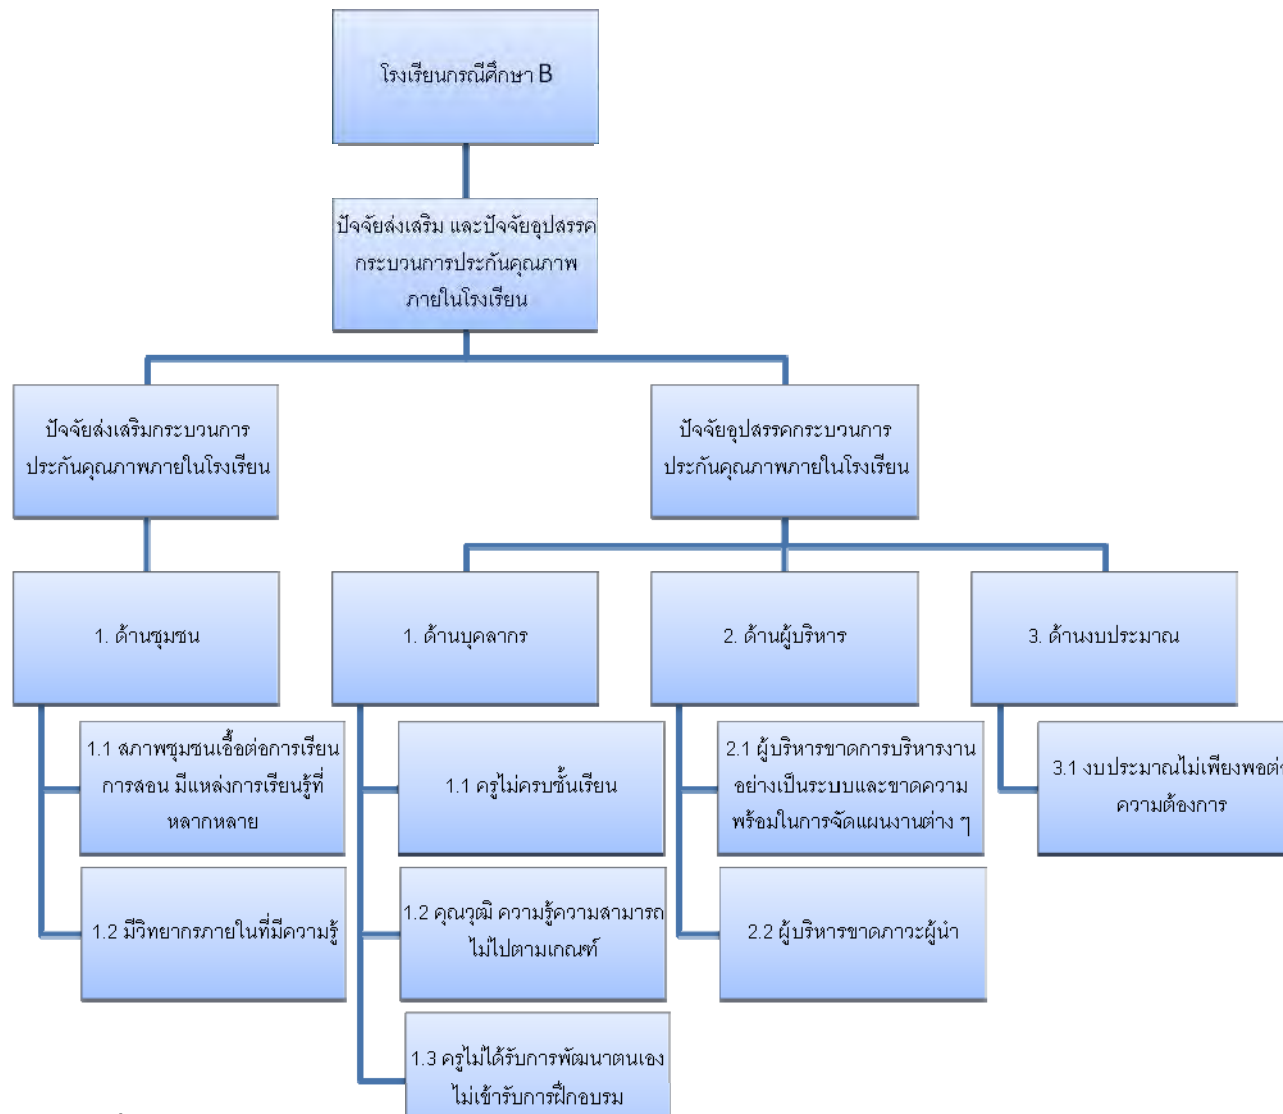 โรงเรียนกรณีศึกษา B
ปัจจัยส่งเสริม และปัจจัยอุปสรรค
กระบวนการประกันคุณภาพ
ภายในโรงเรียน
ปัจจัยส่งเสริมกระบวนการ
ประกันคุณภาพภายในโรงเรียน
ปัจจัยอุปสรรคกระบวนการ
ประกันคุณภาพภายในโรงเรียน
1. ด้านชุมชน
1. ด้านบุคลากร
2. ด้านผู้บริหาร
3. ด้านงบประมาณ
1.1 สภาพชุมชนเอื้อต่อการเรียน
การสอน มีแหล่งการเรียนรู้ที่
หลากหลาย
1.1 ครูไม่ครบชั้นเรียน
2.1 ผู้บริหารขาดการบริหารงาน
อย่างเป็นระบบและขาดความ
พร้อมในการจัดแผนงานต่าง ๆ
3.1 งบประมาณไม่เพียงพอต่อ
ความต้องการ
1.2 มีวิทยากรภายในที่มีความรู้
1.2 คุณวุฒิ ความรู้ความสามารถ
ไม่ไปตามเกณฑ์
2.2 ผู้บริหารขาดภาวะผู้นำ
1.3 ครูไม่ได้รับการพัฒนาตนเอง
ไม่เข้ารับการฝึกอบรม